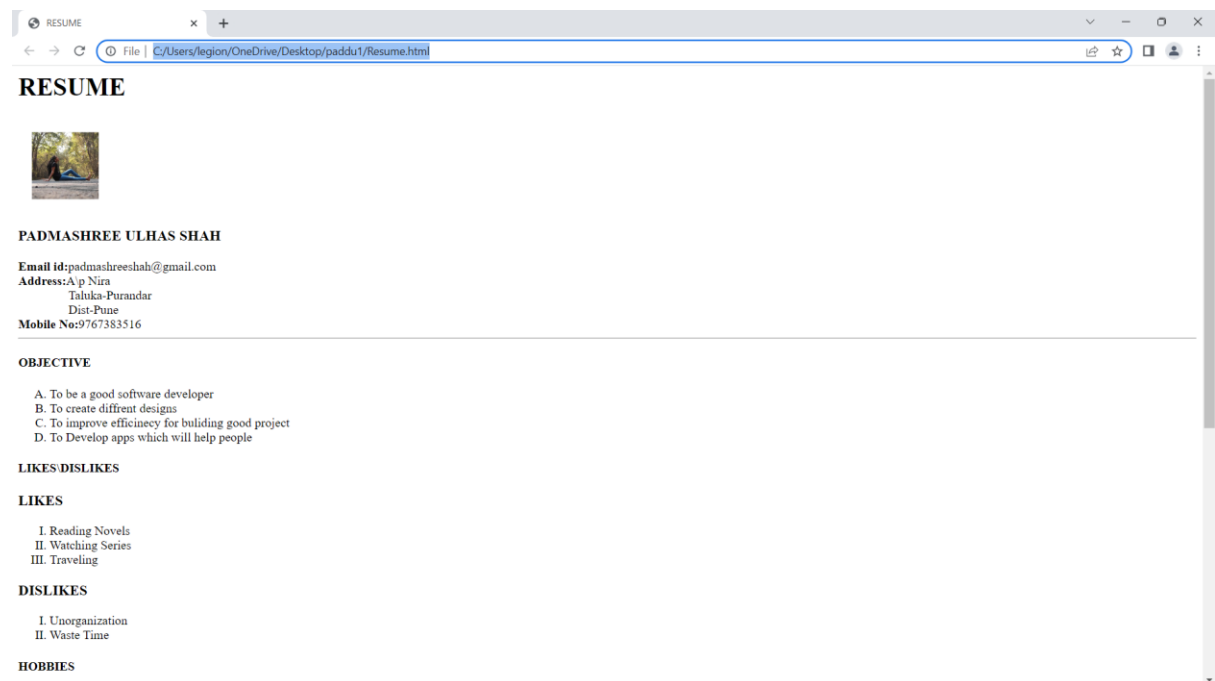 RESUME
File | C:/Users/legion/OneDrive/Desktop/paddu1/Resume.html
RESUME
PADMASHREE ULHAS SHAH
Email id:padmashreeshah@gmail.com
Address:A\p Nira
Taluka-Purandar
Dist-Pune
Mobile No:9767383516
OBJECTIVE
A. To be a good software developer
B. To create diffrent designs
C. To improve efficinecy for buliding good project
D. To Develop apps which will help people
LIKES\DISLIKES
LIKES
I. Reading Novels
II. Watching Series
III. Traveling
DISLIKES
I. Unorganization
II. Waste Time
HOBBIES